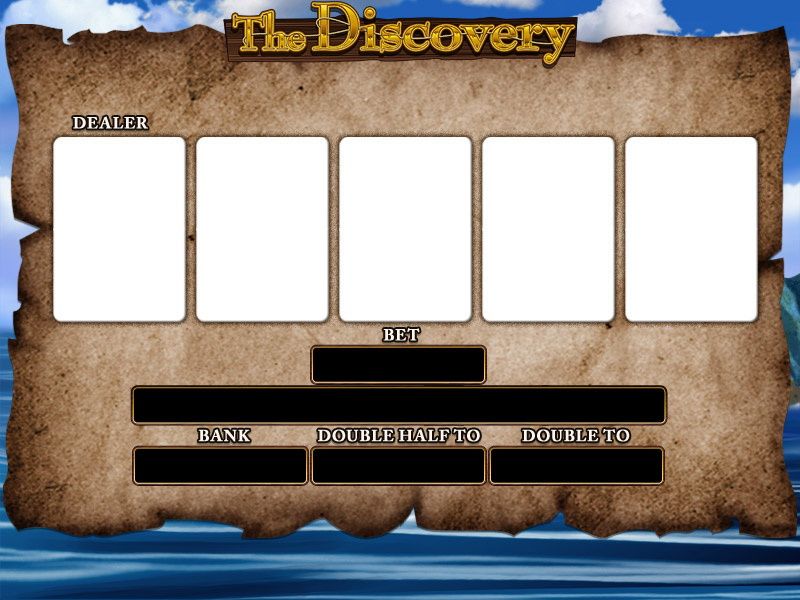 The Discovery
DEALER
BET
BANK
DOUBLE HALF TO
DOUBLE TO